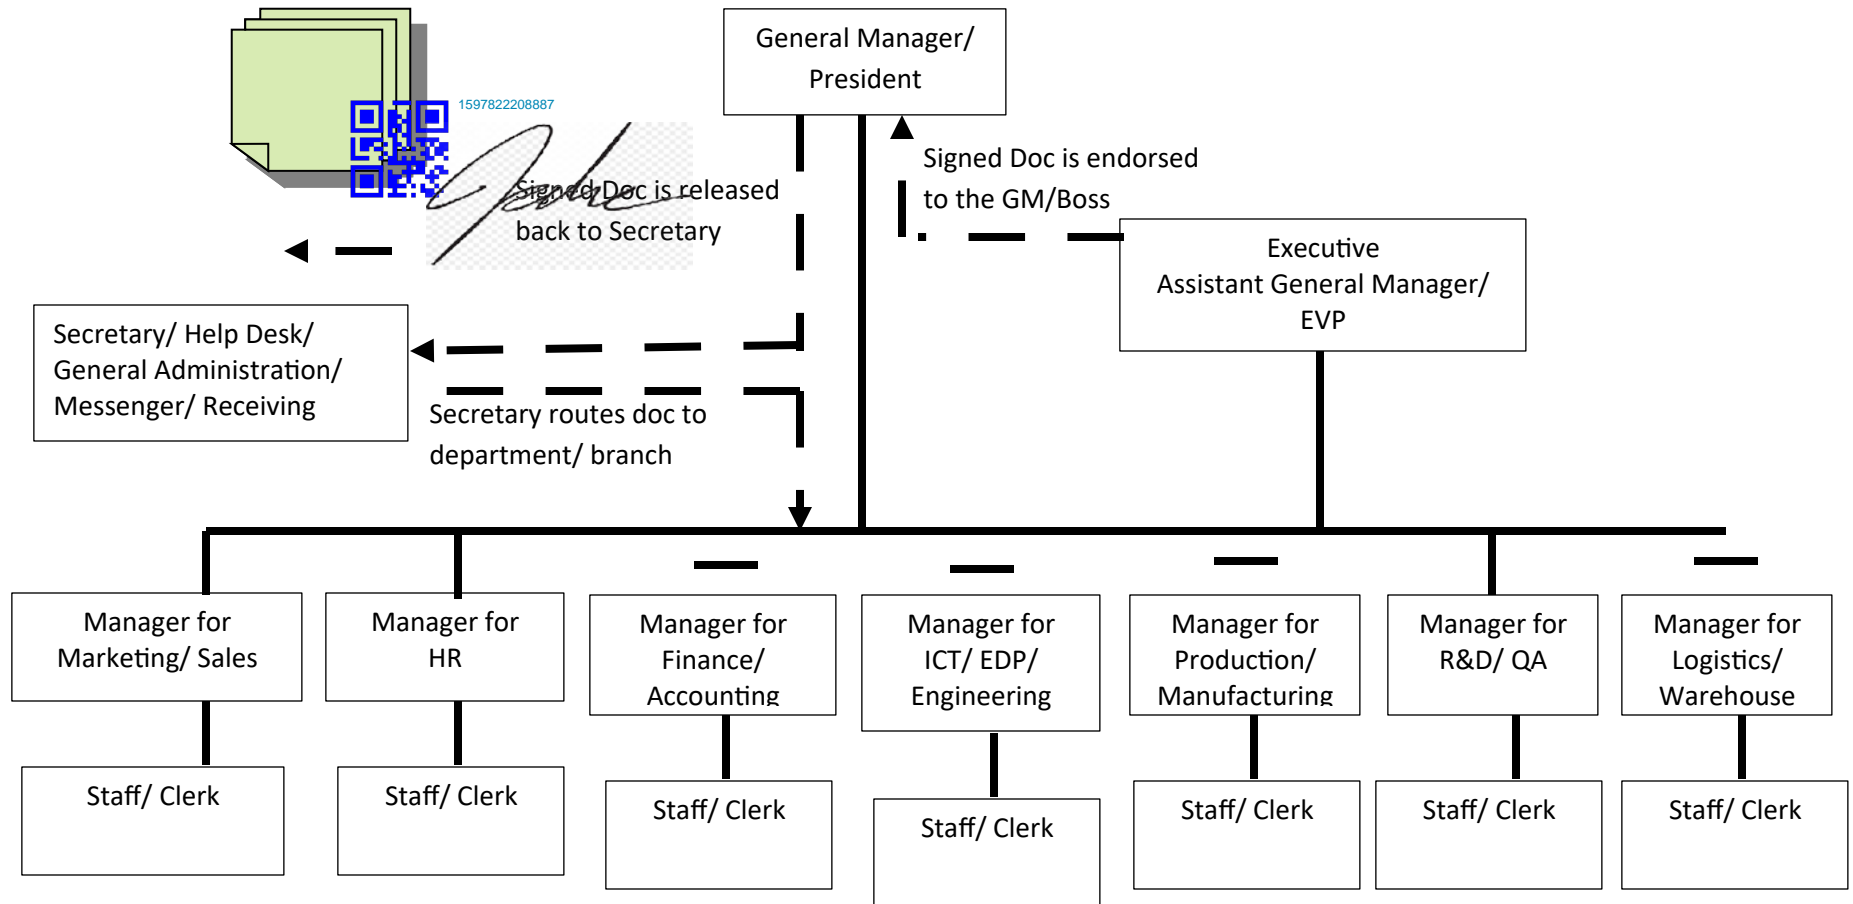 General Manager/
President
1597822208887
Signed Doc is endorsed
to the GM/Boss
Signed Doc is released
back to Secretary
Executive
Assistant General Manager/
EVP
Secretary/ Help Desk/
General Administration/
Messenger/ Receiving
Secretary routes doc to
department/ branch
Manager for
Marketing/ Sales
Manager for
HR
Manager for
Finance/
Accounting
Manager for
ICT/ EDP/
Engineering
Manager for
Production/
Manufacturing
Manager for
R&D/ QA
Manager for
Logistics/
Warehouse
Staff/ Clerk
Staff/ Clerk
Staff/ Clerk
Staff/ Clerk
Staff/ Clerk
Staff/ Clerk
Staff/ Clerk